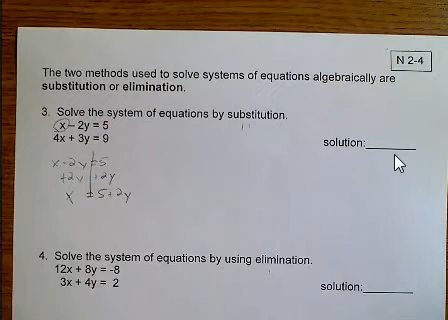 N 2-4
The two methods used to solve systems of equations algebraically are
substitution or elimination.
3. Solve the system of equations by substitution.
x - 2y = 5
4x + 3y = 9
solution:
x - 2y = 5
+2y +2y
x = 5+2y
4. Solve the system of equations by using elimination.
12x + 8y = -8
3x + 4y = 2
solution: